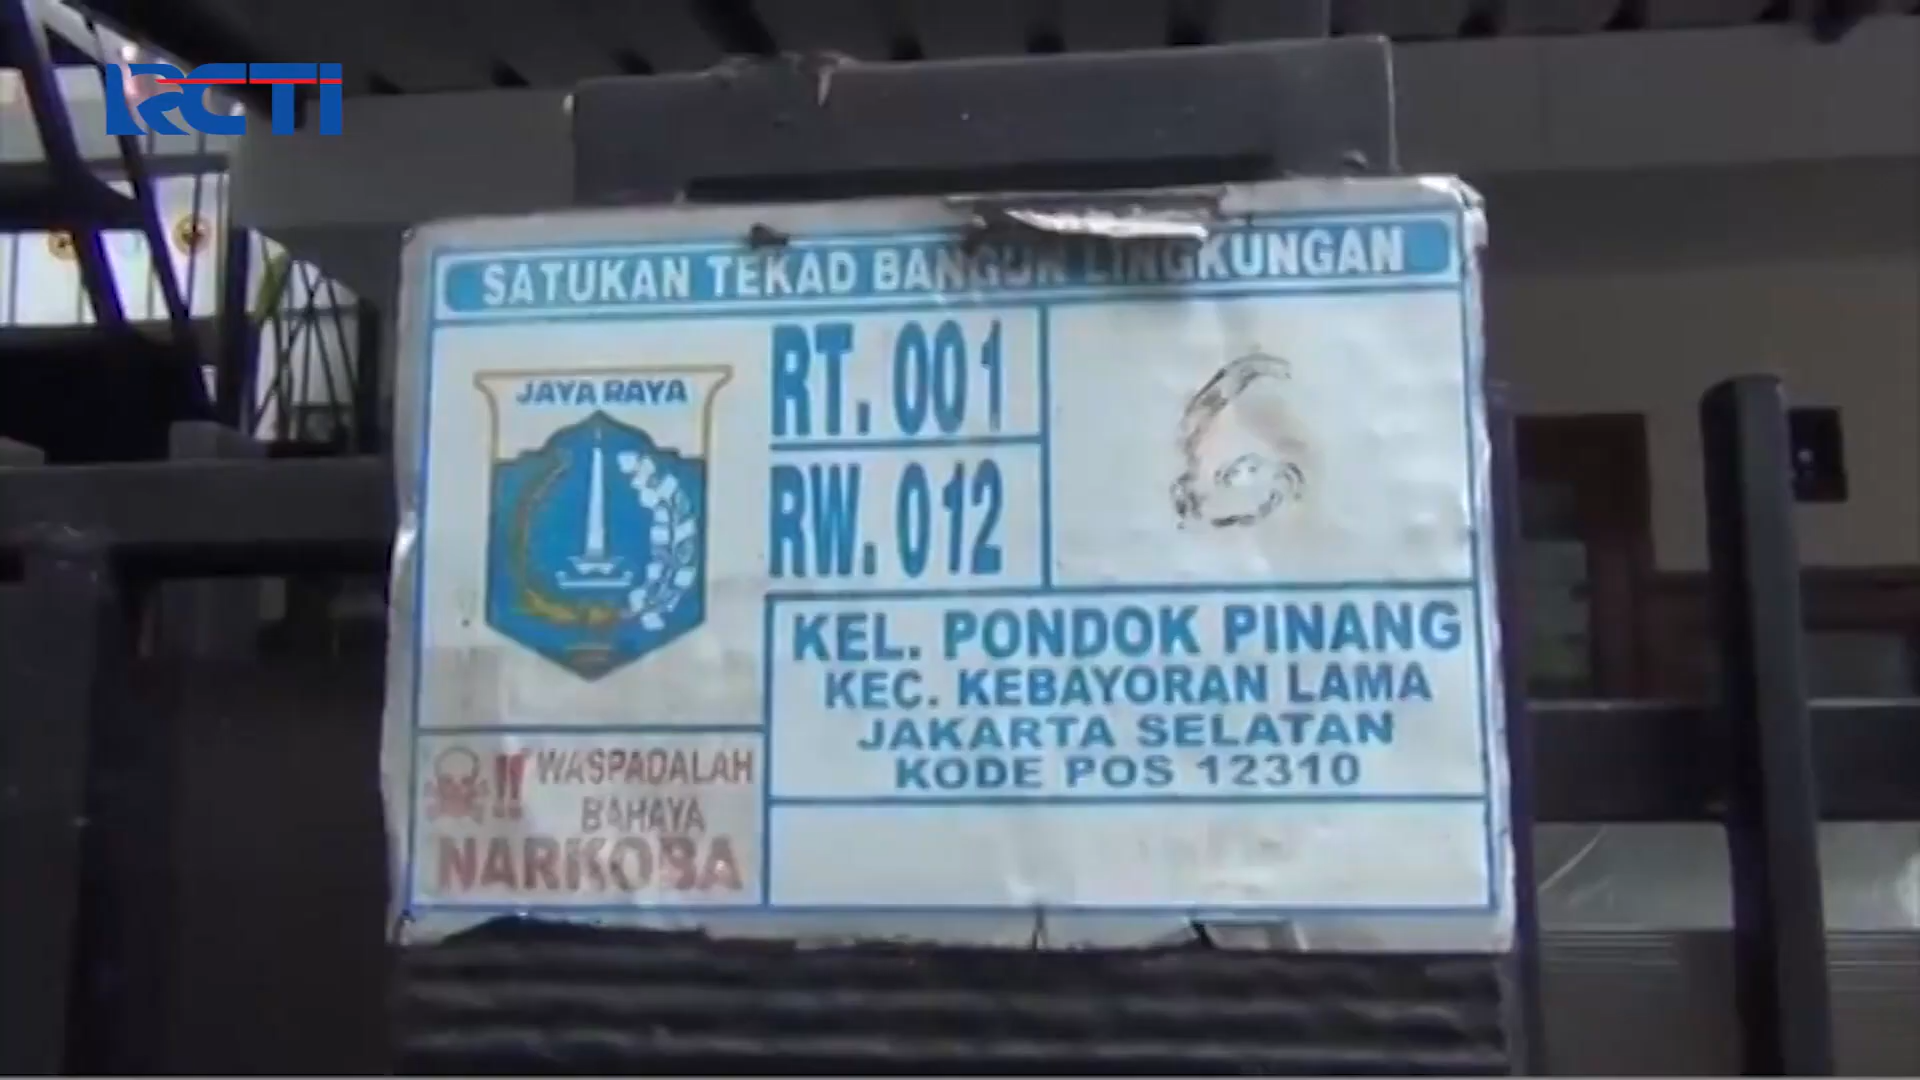 RCTI
SATUKAN TEKAD BANGUN LINGKUNGAN
JAYA RAYA
RT. 001
RW. 012
6
KEL. PONDOK PINANG
KEC. KEBAYORAN LAMA
JAKARTA SELATAN
KODE POS 12310
!! WASPADALAH
BAHAYA
NARKOBA